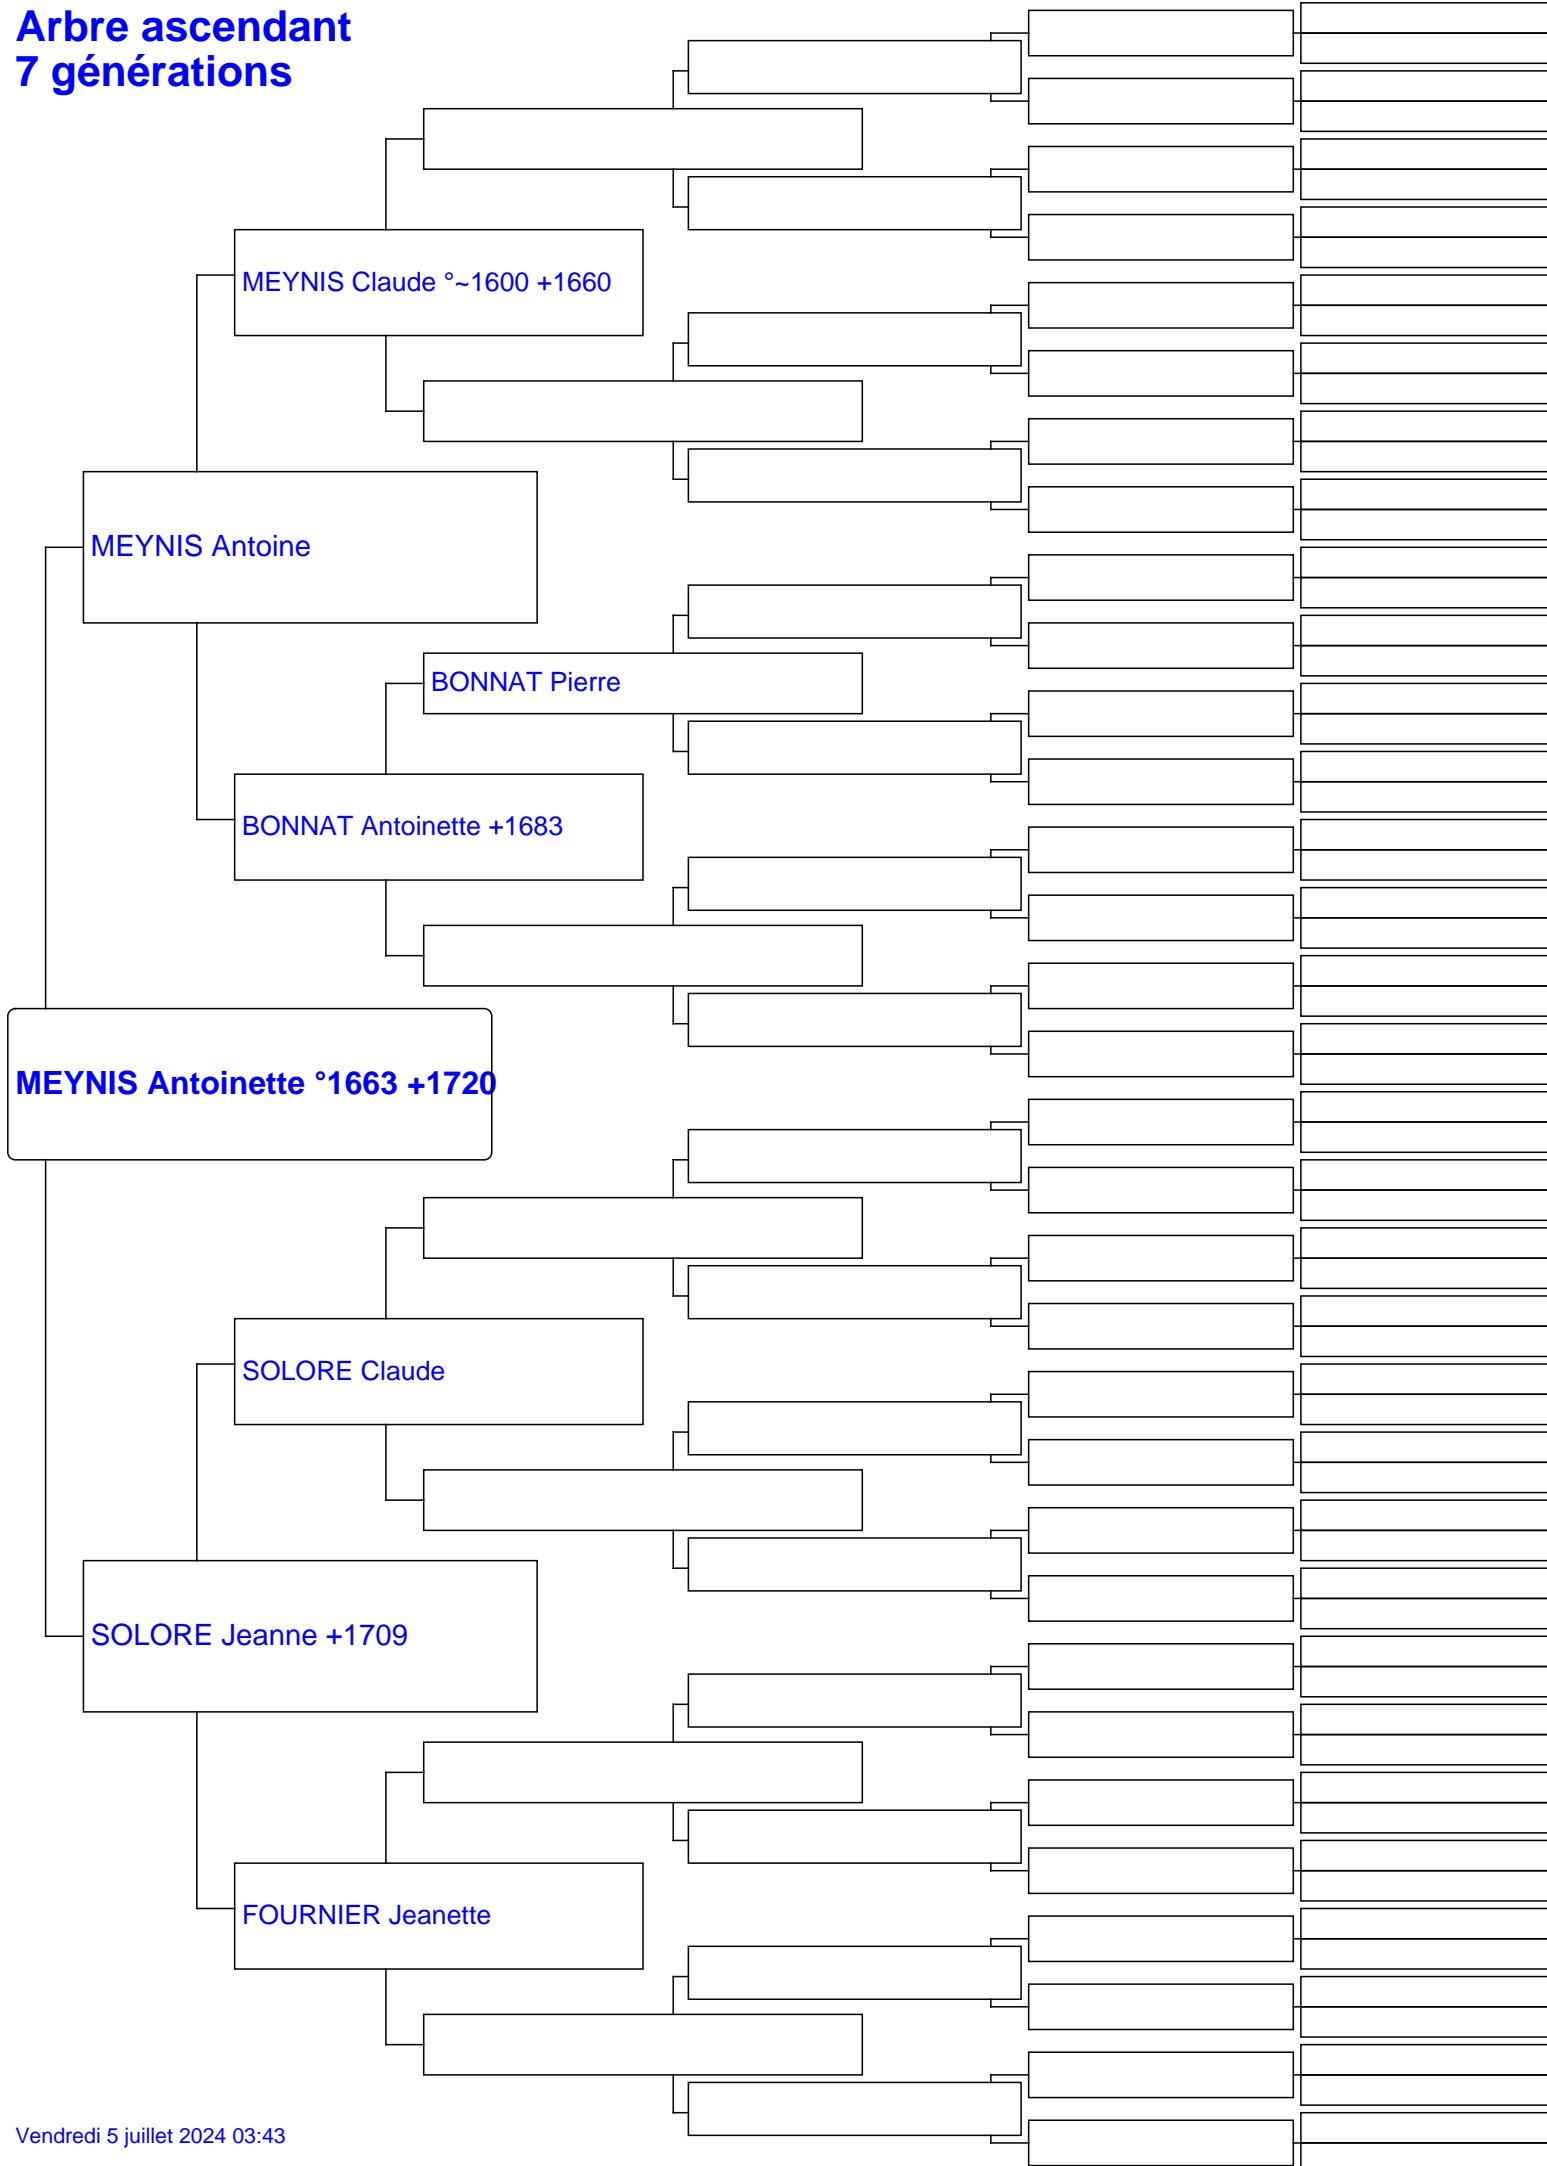 Arbre ascendant
7 générations
MEYNIS Claude °~1600 +1660
MEYNIS Antoine
BONNAT Pierre
BONNAT Antoinette +1683
MEYNIS Antoinette °1663 +1720
SOLORE Claude
SOLORE Jeanne +1709
FOURNIER Jeanette
Vendredi 5 juillet 2024 03:43